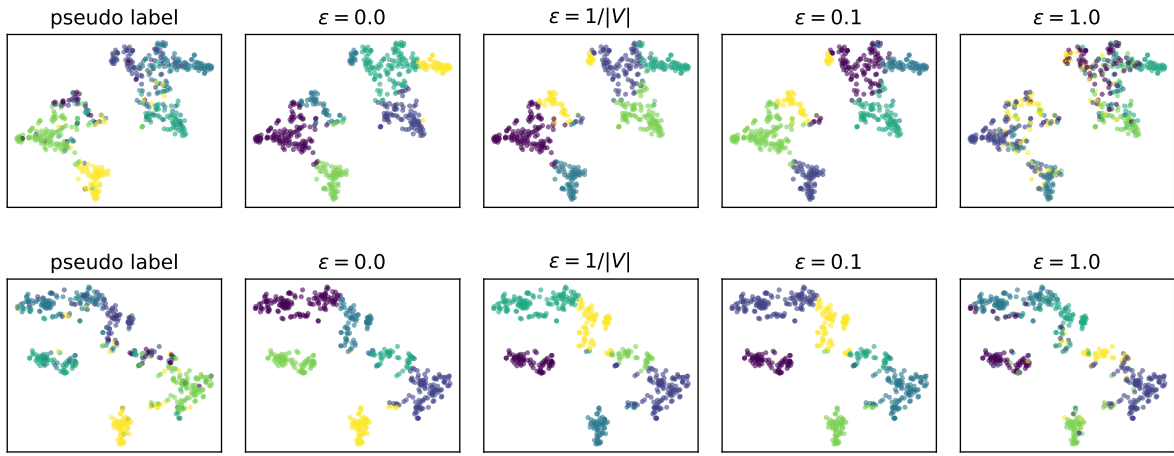 pseudo label
ε = 0.0
ε = 1/|V|
ε = 0.1
ε = 1.0
pseudo label
ε = 0.0
ε = 1/|V|
ε = 0.1
ε = 1.0